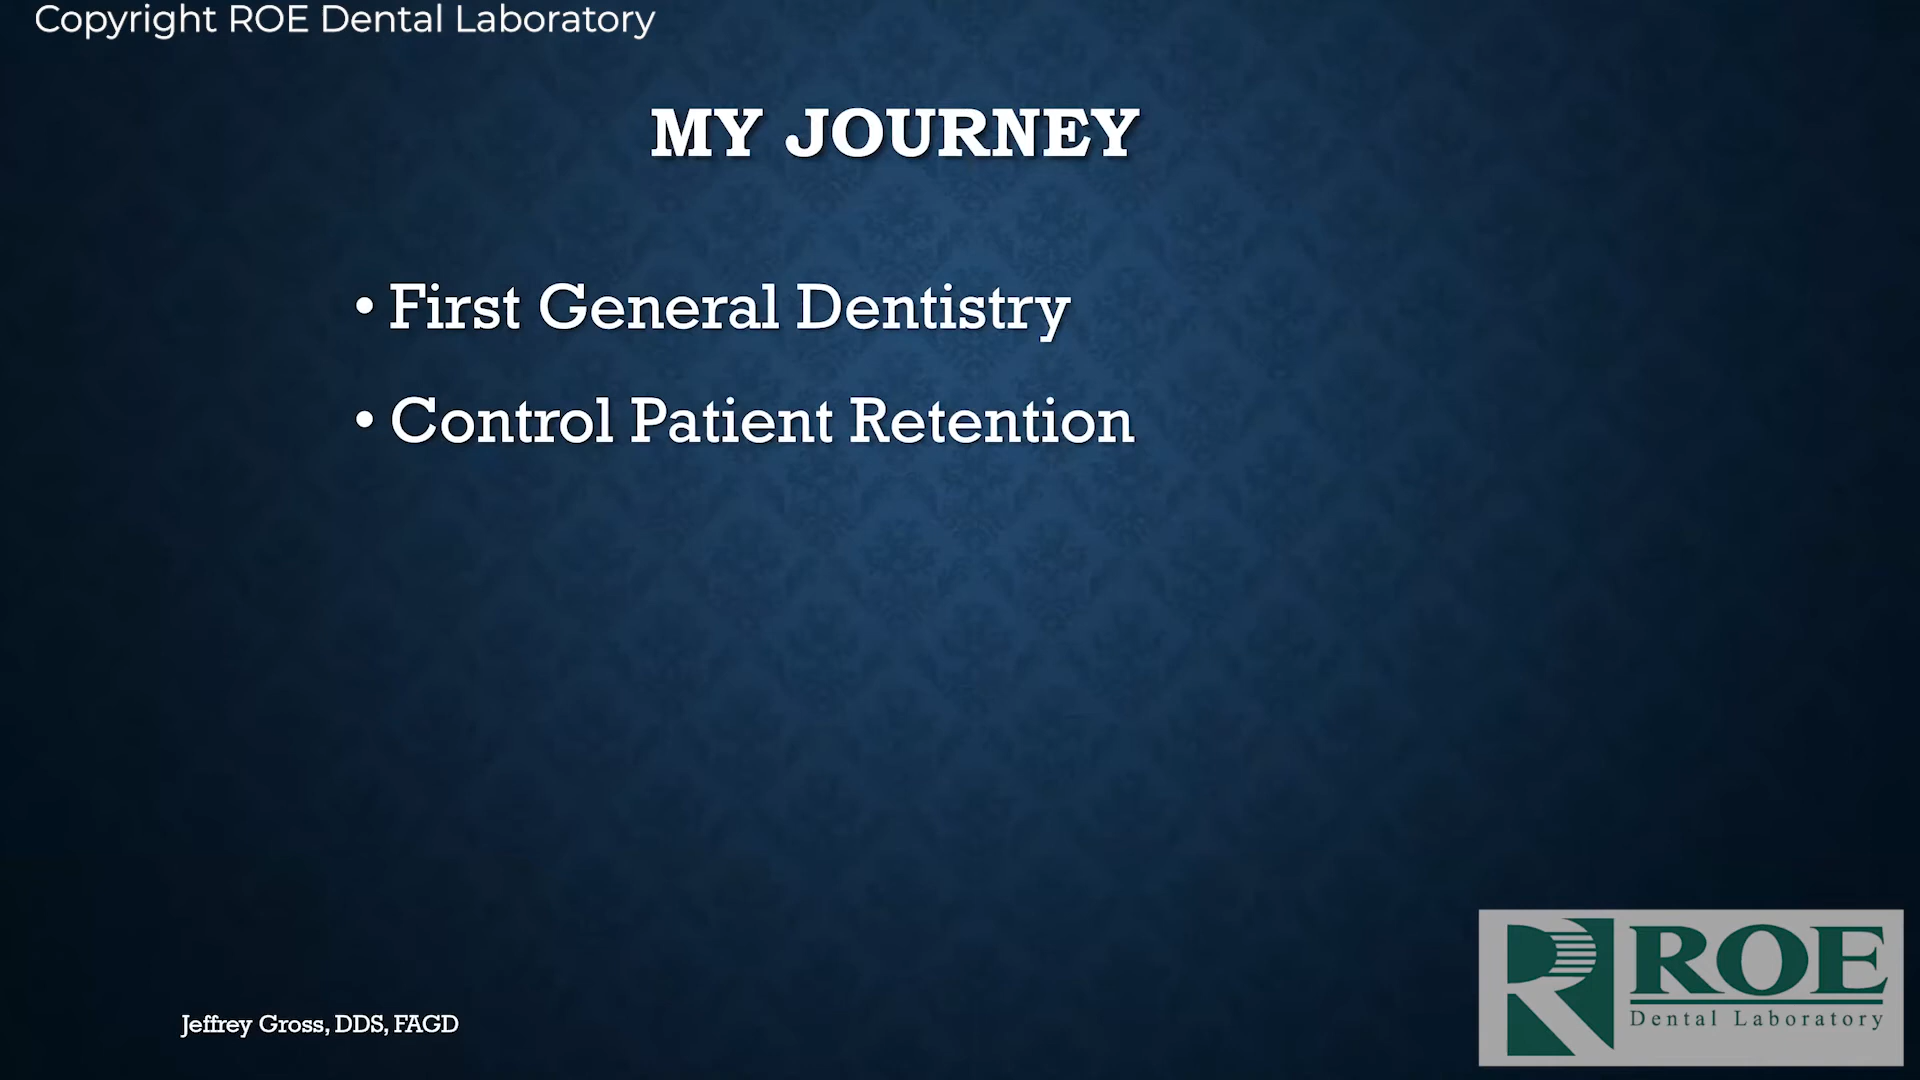 Copyright ROE Dental Laboratory
MY JOURNEY
• First General Dentistry
• Control Patient Retention
Jeffrey Gross, DDS, FAGD
ROE
Dental Laboratory